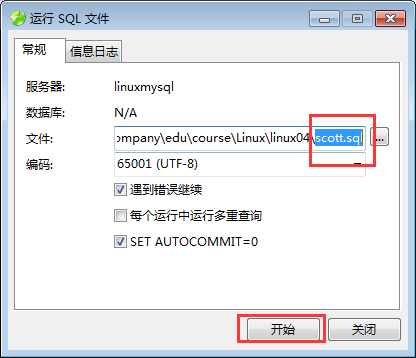 运行 SQL 文件
常规
信息日志
服务器: linuxmysql
数据库: N/A
文件: ompany\edu\course\Linux\linux04\scott.sql ...
编码: 65001 (UTF-8)
遇到错误继续
每个运行中运行多重查询
SET AUTOCOMMIT=0
开始
关闭